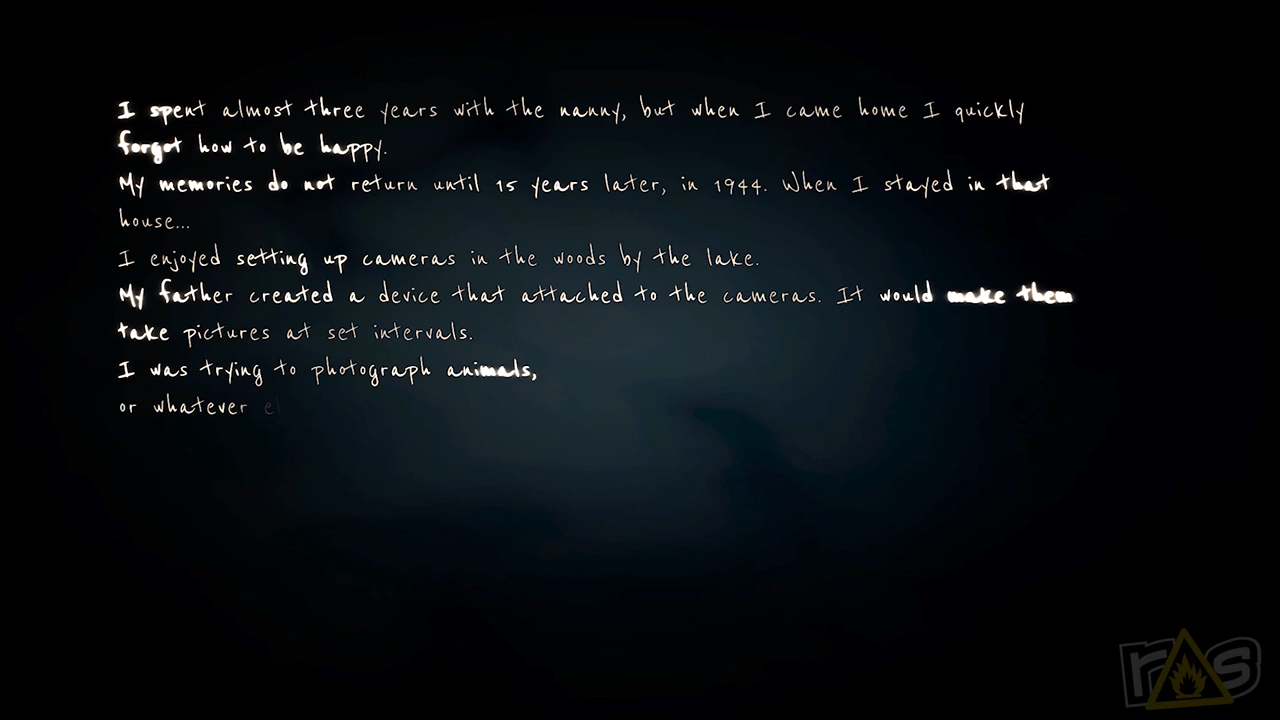 I spent almost three years with the nanny, but when I came home I quickly
forgot how to be happy.
My memories do not return until 15 years later, in 1944. When I stayed in that
house...
I enjoyed setting up cameras in the woods by the lake.
My father created a device that attached to the cameras. It would make them
take pictures at set intervals.
I was trying to photograph animals,
or whatever el
ras